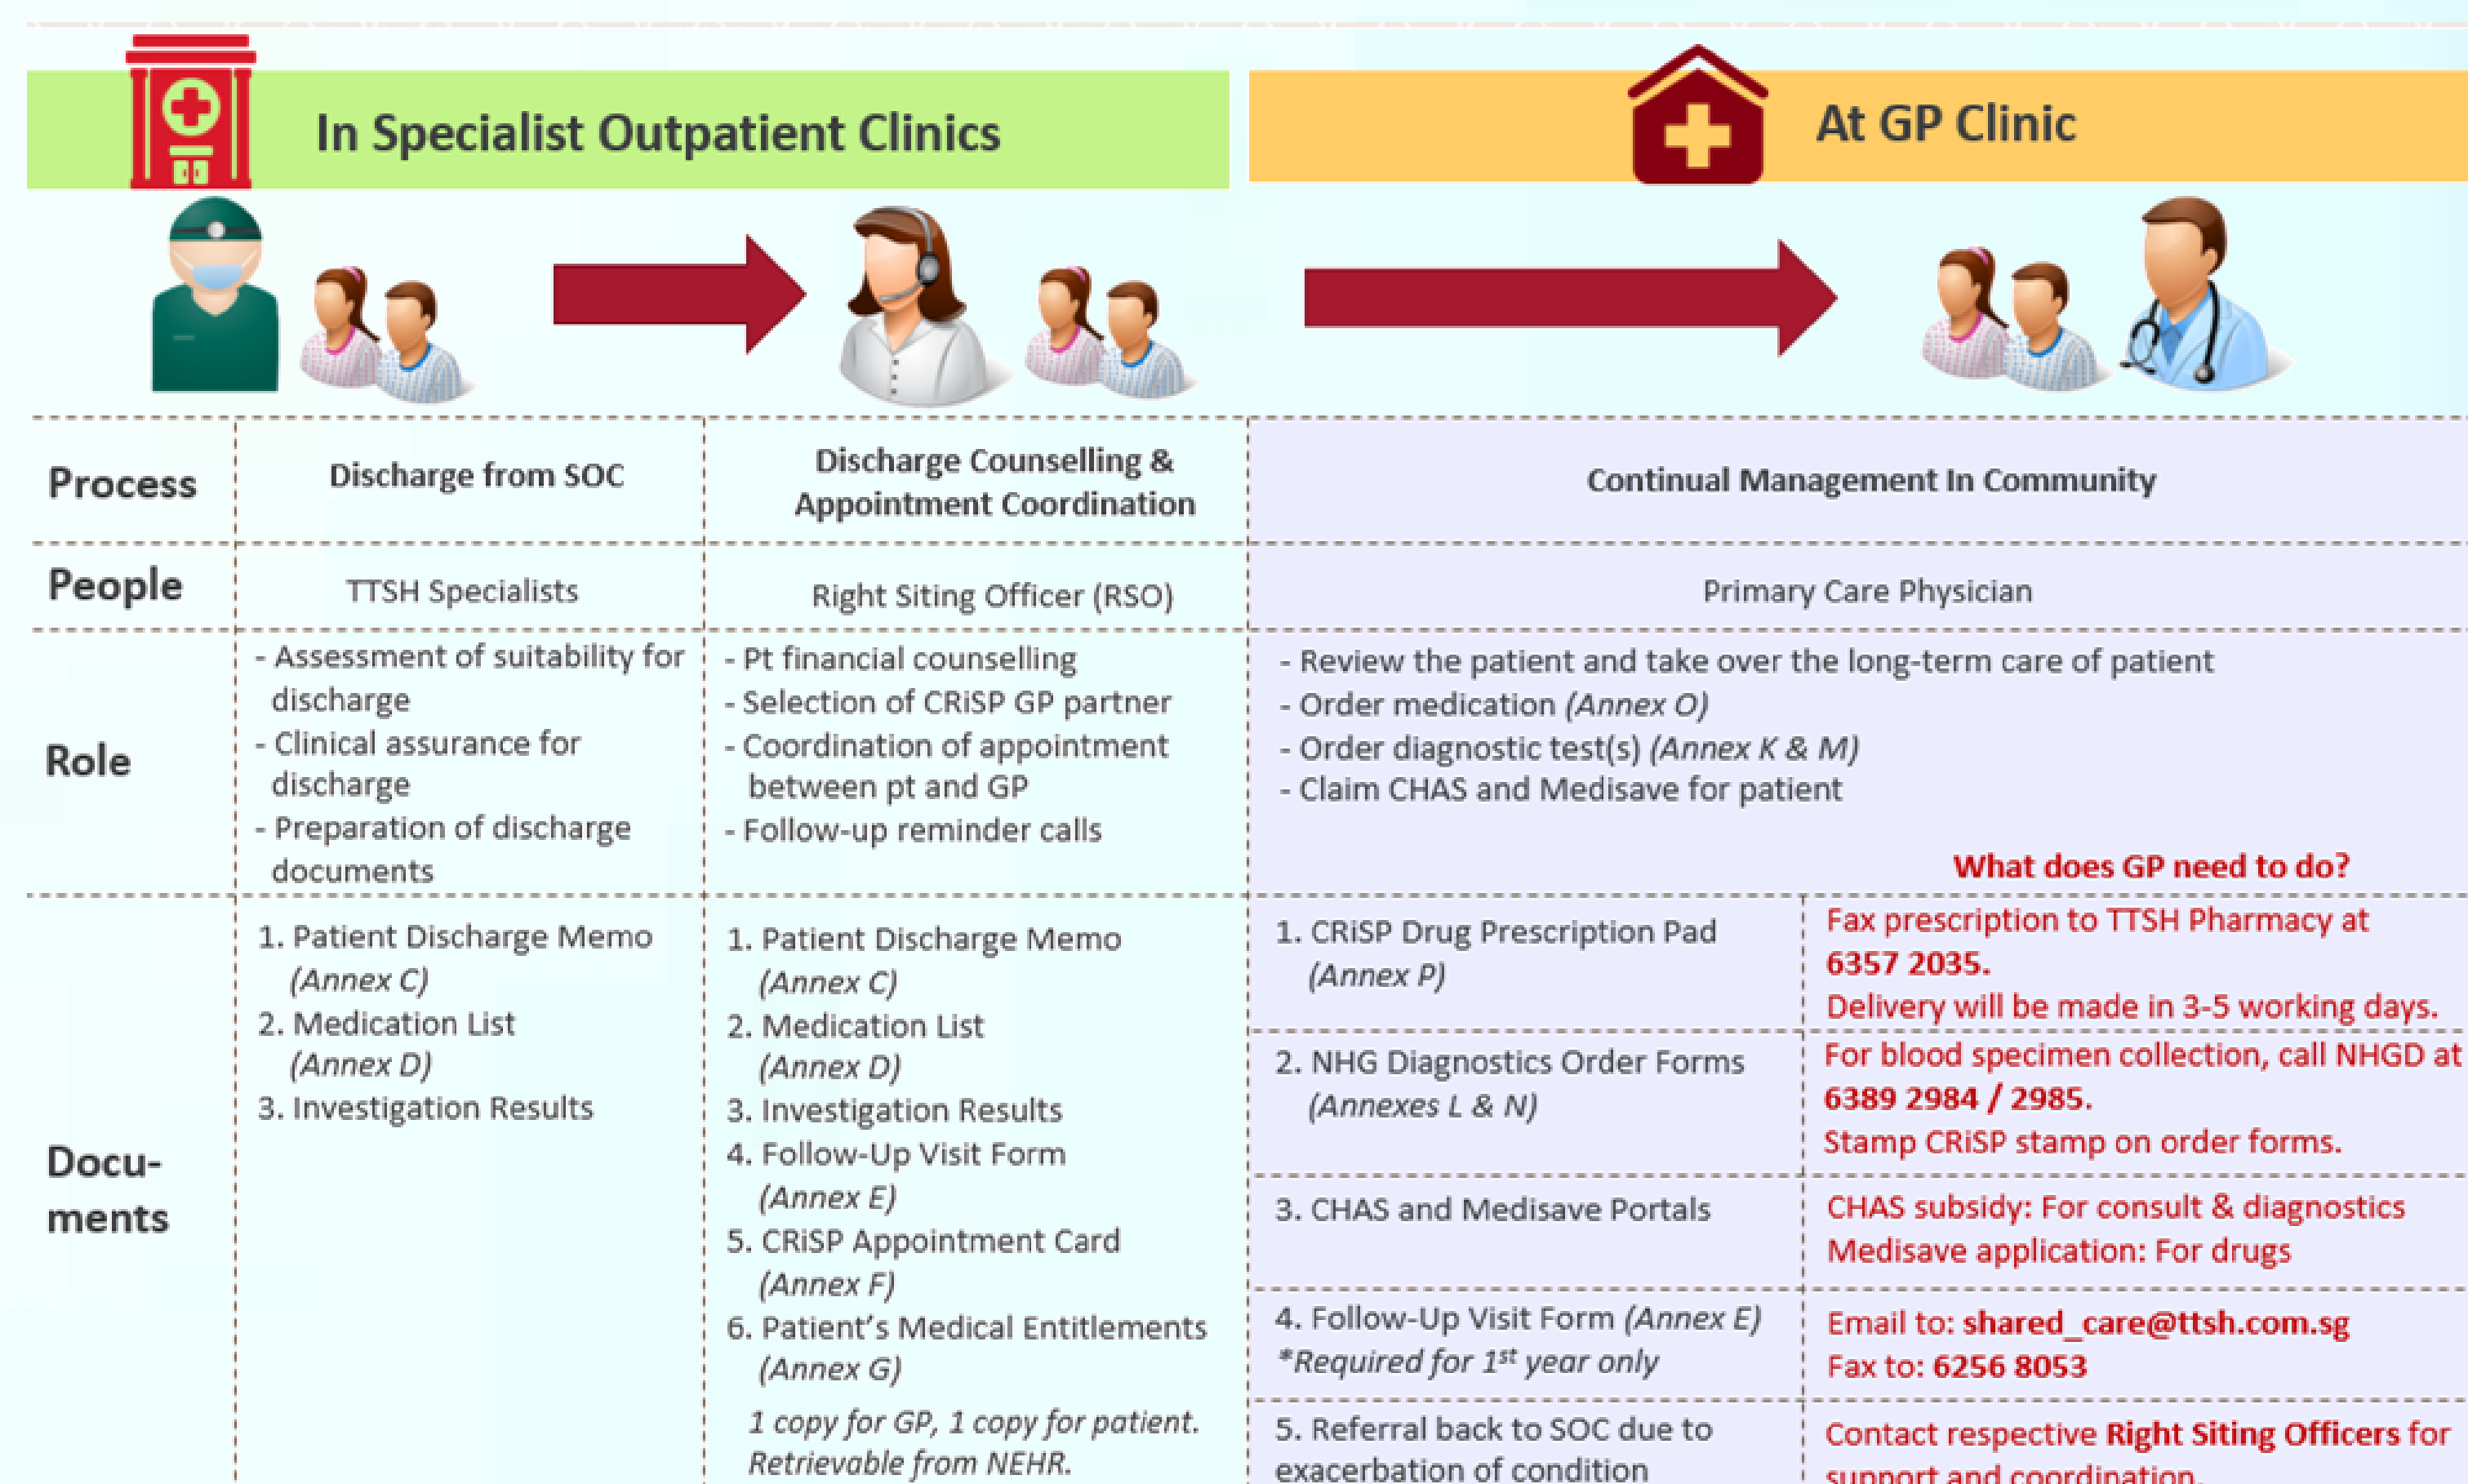 In Specialist Outpatient Clinics
At GP Clinic
Process
Discharge from SOC
Discharge Counselling &
Appointment Coordination
Continual Management In Community
People
TTSH Specialists
Right Siting Officer (RSO)
Primary Care Physician
Role
- Assessment of suitability for
discharge
- Clinical assurance for
discharge
- Preparation of discharge
documents
- Pt financial counselling
- Selection of CRiSP GP partner
- Coordination of appointment
between pt and GP
- Follow-up reminder calls
- Review the patient and take over the long-term care of patient
- Order medication (Annex O)
- Order diagnostic test(s) (Annex K & M)
- Claim CHAS and Medisave for patient
What does GP need to do?
Docu-
ments
1. Patient Discharge Memo
(Annex C)
2. Medication List
(Annex D)
3. Investigation Results
1. Patient Discharge Memo
(Annex C)
2. Medication List
(Annex D)
3. Investigation Results
4. Follow-Up Visit Form
(Annex E)
5. CRiSP Appointment Card
(Annex F)
6. Patient's Medical Entitlements
(Annex G)
1 copy for GP, 1 copy for patient.
Retrievable from NEHR.
1. CRiSP Drug Prescription Pad
(Annex P)
Fax prescription to TTSH Pharmacy at
6357 2035.
Delivery will be made in 3-5 working days.
2. NHG Diagnostics Order Forms
(Annexes L & N)
For blood specimen collection, call NHGD at
6389 2984 / 2985.
Stamp CRiSP stamp on order forms.
3. CHAS and Medisave Portals
CHAS subsidy: For consult & diagnostics
Medisave application: For drugs
4. Follow-Up Visit Form (Annex E)
*Required for 1st year only
Email to: shared_care@ttsh.com.sg
Fax to: 6256 8053
5. Referral back to SOC due to
exacerbation of condition
Contact respective Right Siting Officers for
support and coordination.